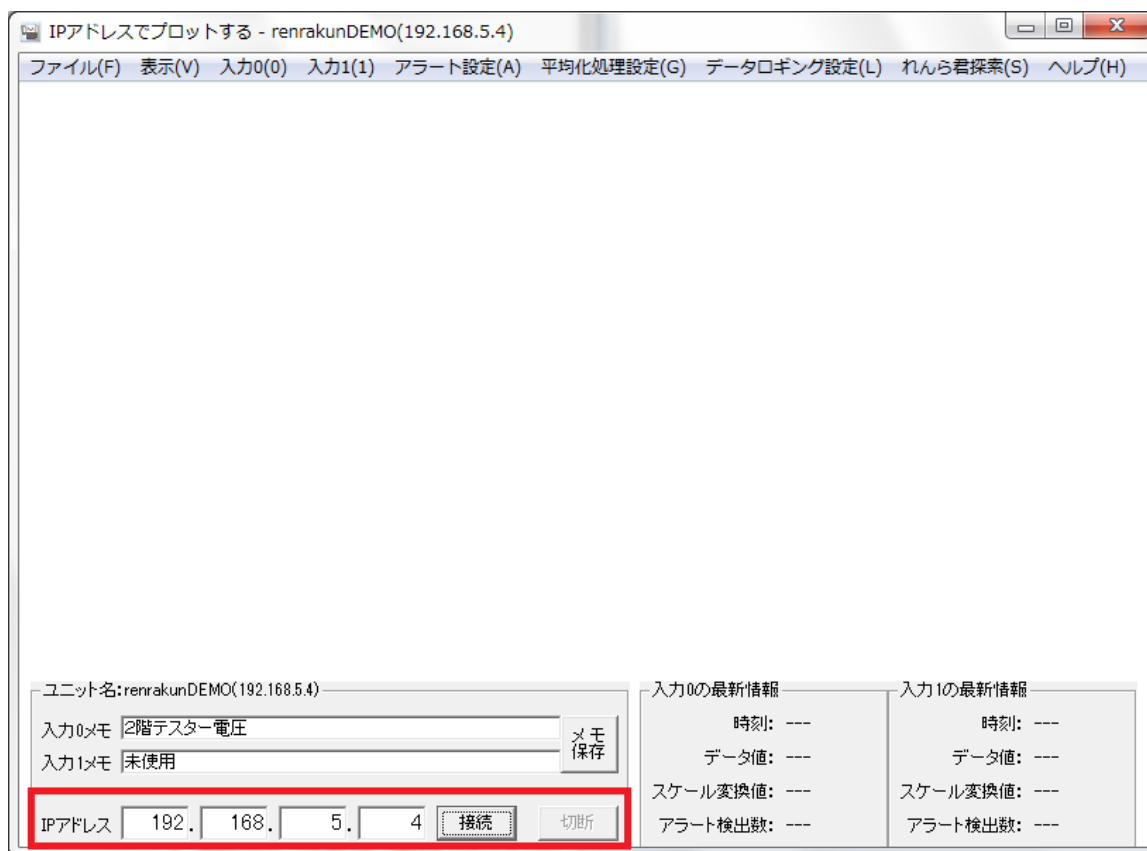 IPアドレスでプロットする - renrakunDEMO(192.168.5.4)
ファイル(F) 表示(V) 入力0(0) 入力1(1) アラート設定(A) 平均化処理設定(G) データロギング設定(L) れんら君探索(S) ヘルプ(H)
ユニット名:renrakunDEMO(192.168.5.4)
入力0メモ 2階テスター電圧
入力1メモ 未使用
メモ
保存
IPアドレス 192. 168. 5. 4 接続 切断
入力0の最新情報
時刻: ---
データ値: ---
スケール変換値: ---
アラート検出数: ---
入力1の最新情報
時刻: ---
データ値: ---
スケール変換値: ---
アラート検出数: ---